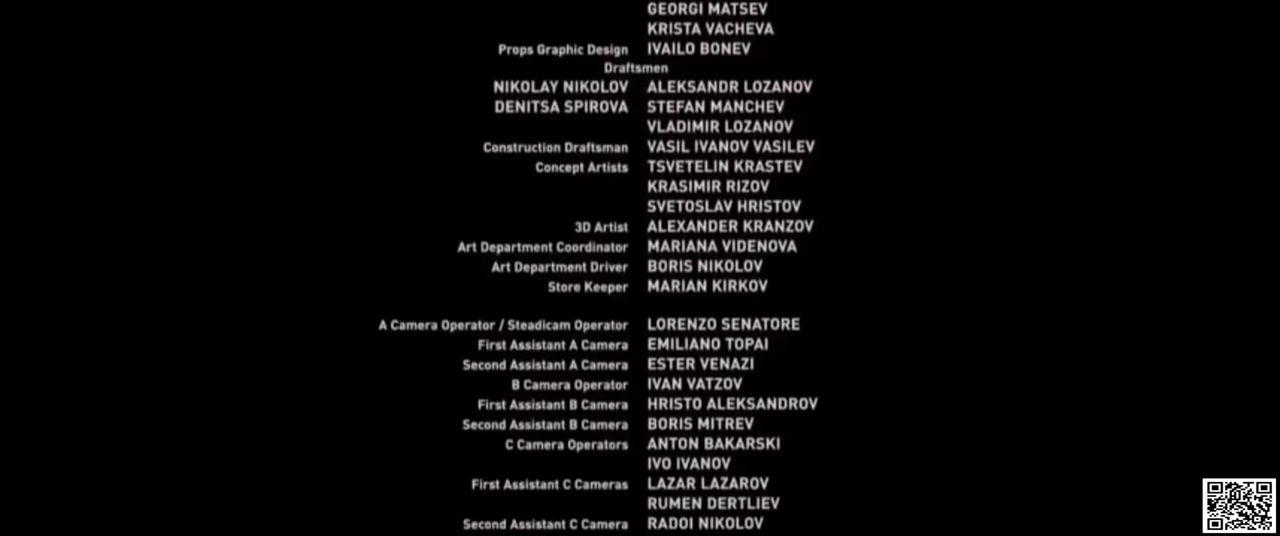 GEORGI MATSEV
KRISTA VACHEVA
Props Graphic Design IVAILO BONEV
Draftsmen
NIKOLAY NIKOLOV ALEKSANDR LOZANOV
DENITSA SPIROVA STEFAN MANCHEV
VLADIMIR LOZANOV
Construction Draftsman VASIL IVANOV VASILEV
Concept Artists TSVETELIN KRASTEV
KRASIMIR RIZOV
SVETOSLAV HRISTOV
3D Artist ALEXANDER KRANZOV
Art Department Coordinator MARIANA VIDENOVA
Art Department Driver BORIS NIKOLOV
Store Keeper MARIAN KIRKOV
A Camera Operator / Steadicam Operator LORENZO SENATORE
First Assistant A Camera EMILIANO TOPAI
Second Assistant A Camera ESTER VENAZI
B Camera Operator IVAN VATZOV
First Assistant B Camera HRISTO ALEKSANDROV
Second Assistant B Camera BORIS MITREV
C Camera Operators ANTON BAKARSKI
IVO IVANOV
First Assistant C Cameras LAZAR LAZAROV
RUMEN DERTLIEV
Second Assistant C Camera RADOI NIKOLOV